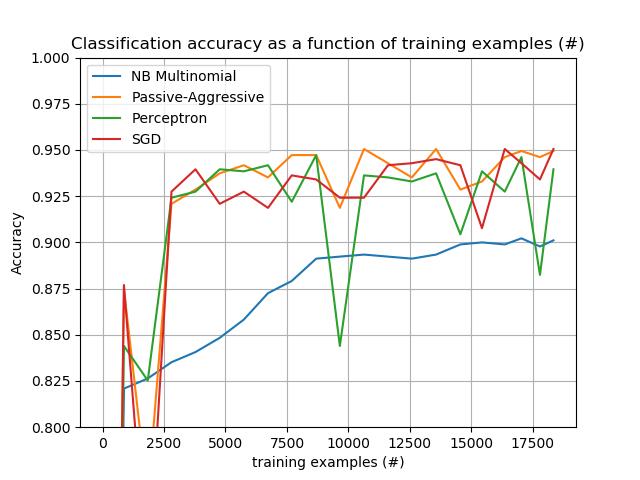 Classification accuracy as a function of training examples (#)
1.000
0.975
0.950
0.925
0.900
0.875
0.850
0.825
0.800
Accuracy
NB Multinomial
Passive-Aggressive
Perceptron
SGD
0 2500 5000 7500 10000 12500 15000 17500
training examples (#)